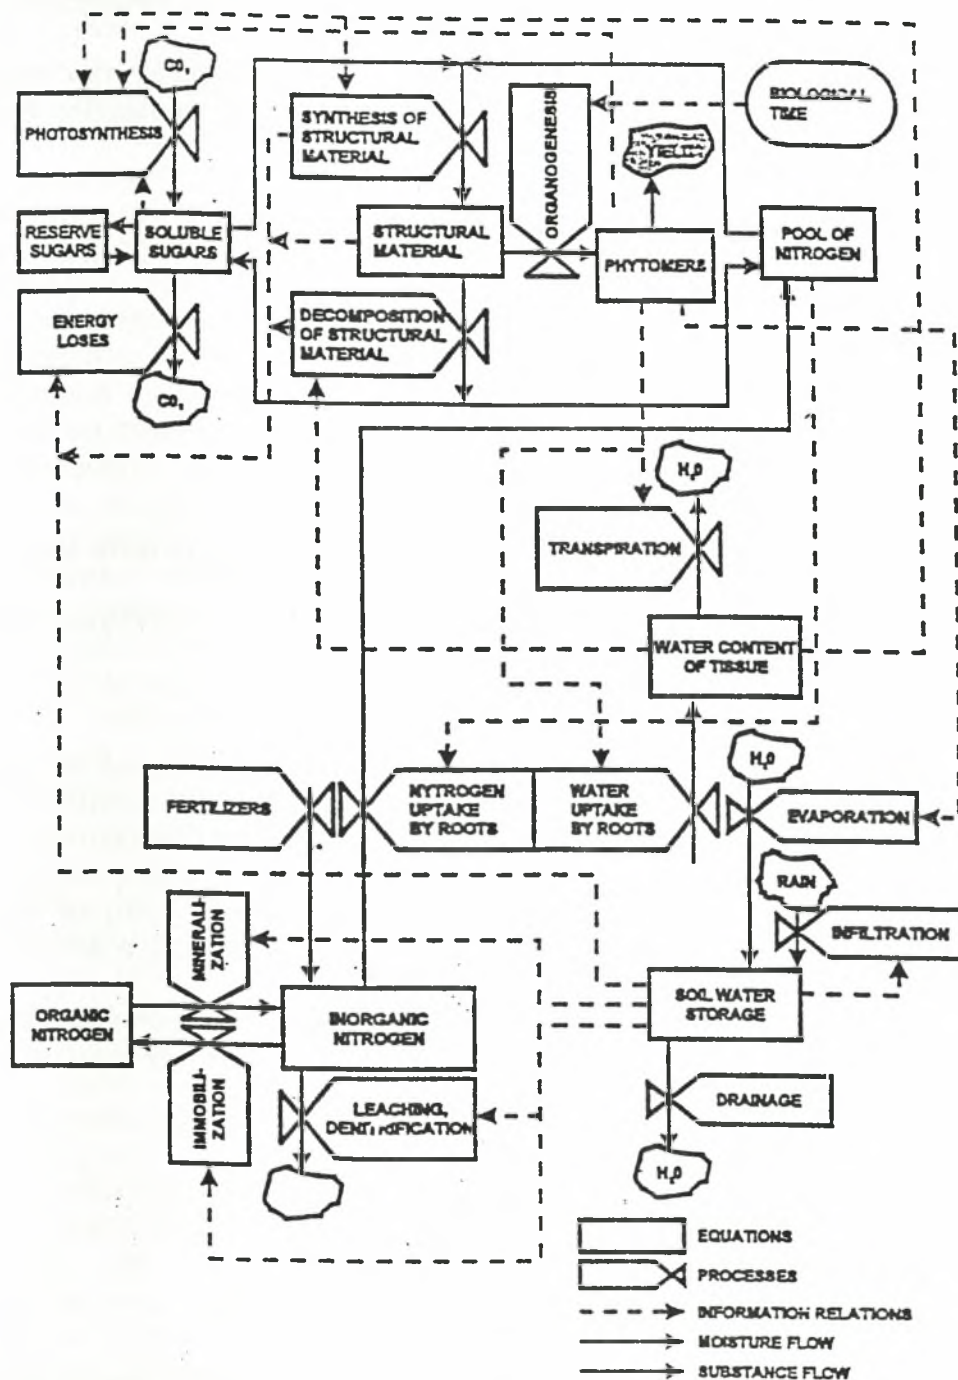 CO₂
PHOTOSYNTHESIS
SYNTHESIS OF
STRUCTURAL
MATERIAL
ORGANOGENESIS
BIOLOGICAL
TIME
YIELD
RESERVE
SUGARS
SOLUBLE
SUGARS
STRUCTURAL
MATERIAL
PHYTOMERS
POOL OF
NITROGEN
ENERGY
LOSES
DECOMPOSITION
OF STRUCTURAL
MATERIAL
CO₂
H₂O
TRANSPIRATION
WATER CONTENT
OF TISSUE
H₂O
FERTILIZERS
NYTROGEN
UPTAKE
BY ROOTS
WATER
UPTAKE
BY ROOTS
EVAPORATION
RAIN
MINERALI-
ZATION
INFILTRATION
ORGANIC
NITROGEN
INORGANIC
NITROGEN
SOIL WATER
STORAGE
IMMOBILI-
ZATION
LEACHING,
DENITRIFICATION
DRAINAGE
H₂O
EQUATIONS
PROCESSES
INFORMATION RELATIONS
MOISTURE FLOW
SUBSTANCE FLOW